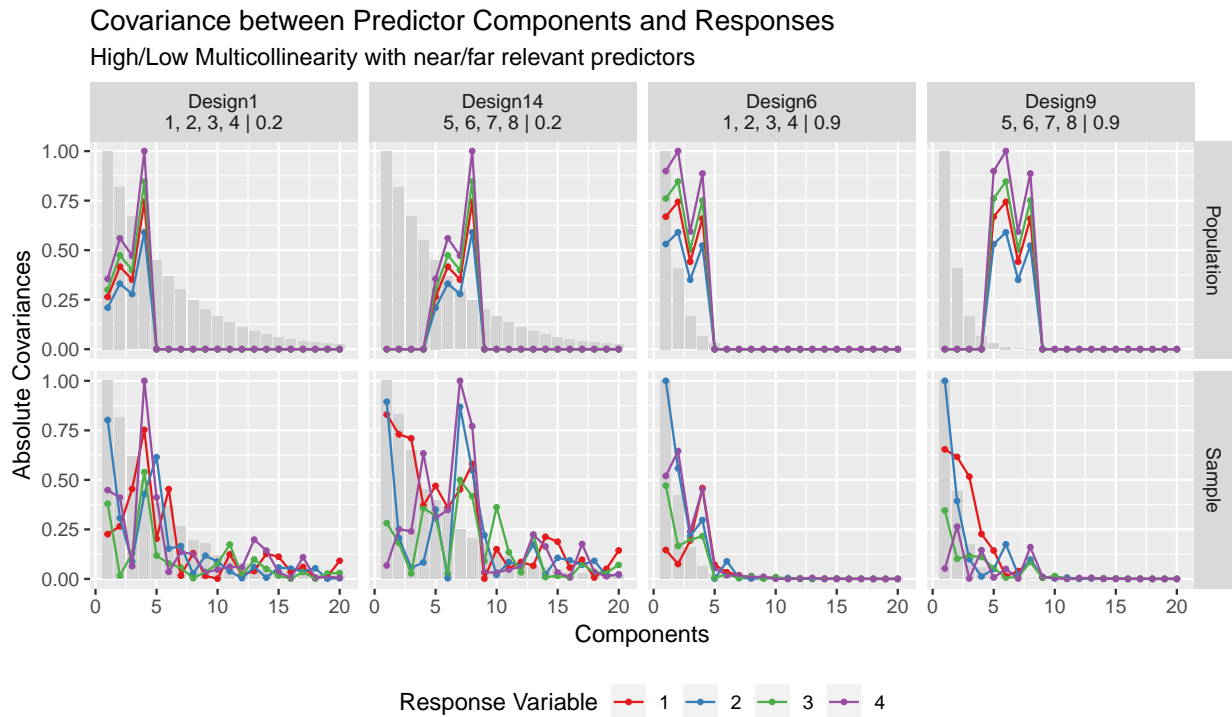 Covariance between Predictor Components and Responses
High/Low Multicollinearity with near/far relevant predictors
Design1
1, 2, 3, 4 | 0.2
Design14
5, 6, 7, 8 | 0.2
Design6
1, 2, 3, 4 | 0.9
Design9
5, 6, 7, 8 | 0.9
Absolute Covariances
1.00
0.75
0.50
0.25
0.00
Population
1.00
0.75
0.50
0.25
0.00
Sample
0 5 10 15 20
0 5 10 15 20
0 5 10 15 20
0 5 10 15 20
Components
Response Variable 1 2 3 4